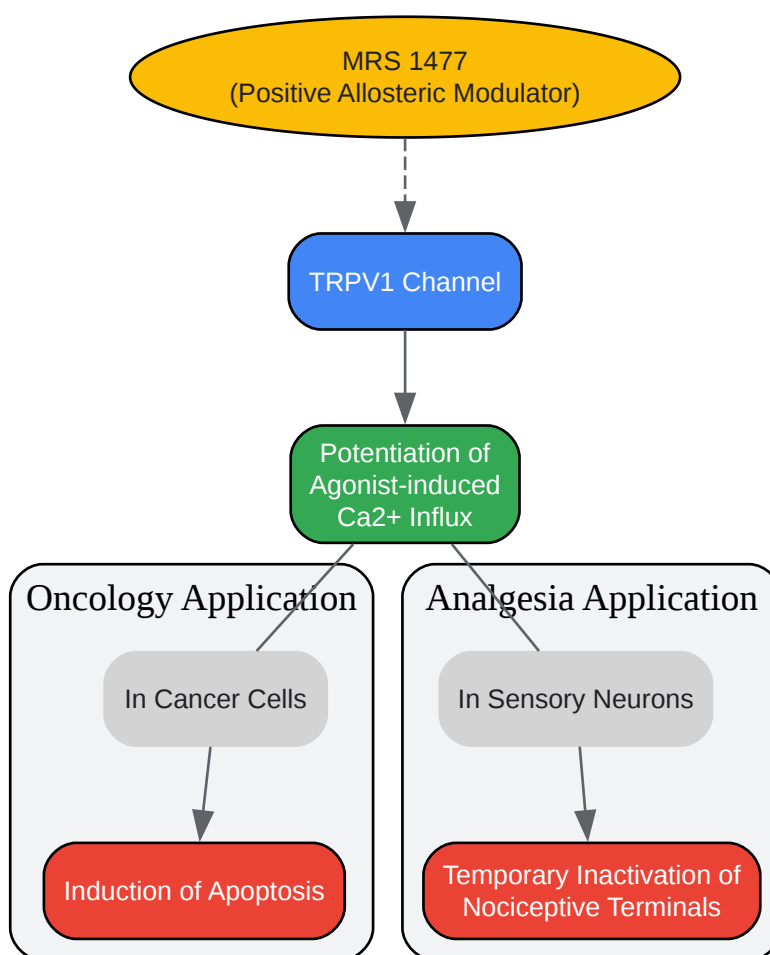 MRS 1477
(Positive Allosteric Modulator)
TRPV1 Channel
Potentiation of
Agonist-induced
Ca2+ Influx
Oncology Application
In Cancer Cells
Induction of Apoptosis
Analgesia Application
In Sensory Neurons
Temporary Inactivation of
Nociceptive Terminals